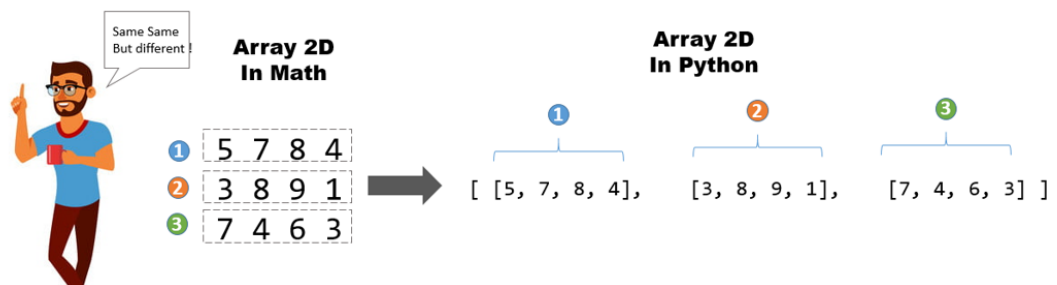 Same Same
But different !
Array 2D
In Math
1 5 7 8 4
2 3 8 9 1
3 7 4 6 3
Array 2D
In Python
1 2 3
[ [5, 7, 8, 4], [3, 8, 9, 1], [7, 4, 6, 3] ]